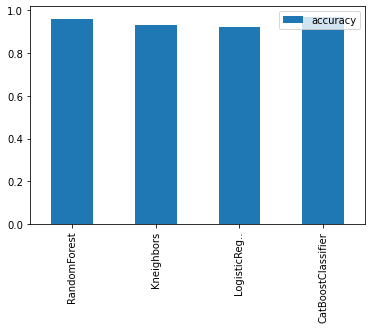 accuracy
1.0
0.8
0.6
0.4
0.2
0.0
RandomForest
Kneighbors
LogisticReg..
CatBoostClassifier